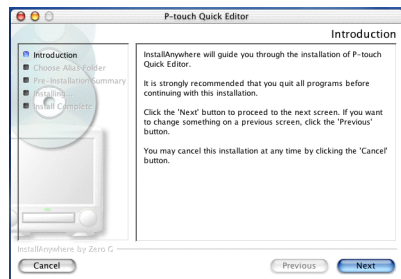 P-touch Quick Editor
Introduction
Introduction
Choose Alias Folder
Pre-Installation Summary
Installing...
Install Complete
InstallAnywhere will guide you through the installation of P-touch
Quick Editor.
It is strongly recommended that you quit all programs before
continuing with this installation.
Click the 'Next' button to proceed to the next screen. If you want
to change something on a previous screen, click the 'Previous'
button.
You may cancel this installation at any time by clicking the 'Cancel'
button.
InstallAnywhere by Zero G
Cancel
Previous
Next